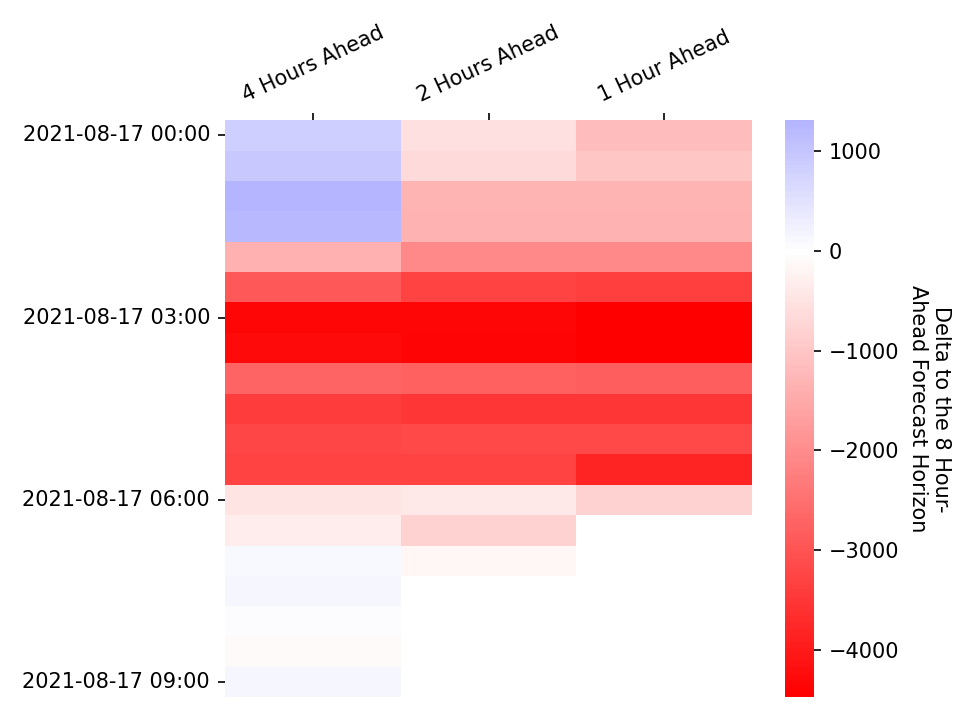 4 Hours Ahead
2 Hours Ahead
1 Hour Ahead
2021-08-17 00:00
2021-08-17 03:00
2021-08-17 06:00
2021-08-17 09:00
1000
0
−1000
−2000
−3000
−4000
Delta to the 8 Hour-
Ahead Forecast Horizon